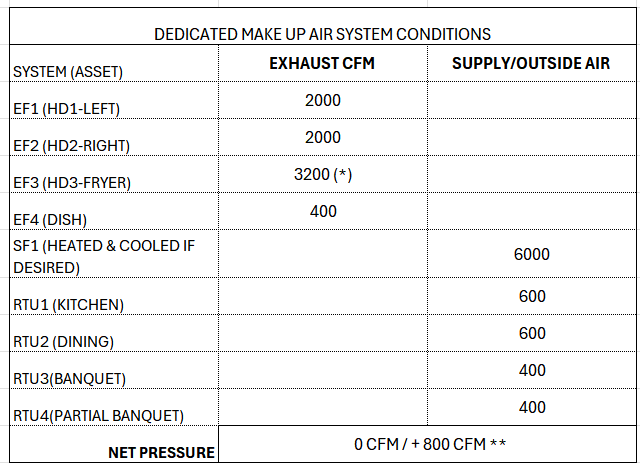 DEDICATED MAKE UP AIR SYSTEM CONDITIONS
SYSTEM (ASSET) EXHAUST CFM SUPPLY/OUTSIDE AIR
EF1 (HD1-LEFT) 2000
EF2 (HD2-RIGHT) 2000
EF3 (HD3-FRYER) 3200 (*)
EF4 (DISH) 400
SF1 (HEATED & COOLED IF
DESIRED) 6000
RTU1 (KITCHEN) 600
RTU2 (DINING) 600
RTU3(BANQUET) 400
RTU4(PARTIAL BANQUET) 400
NET PRESSURE 0 CFM / + 800 CFM **